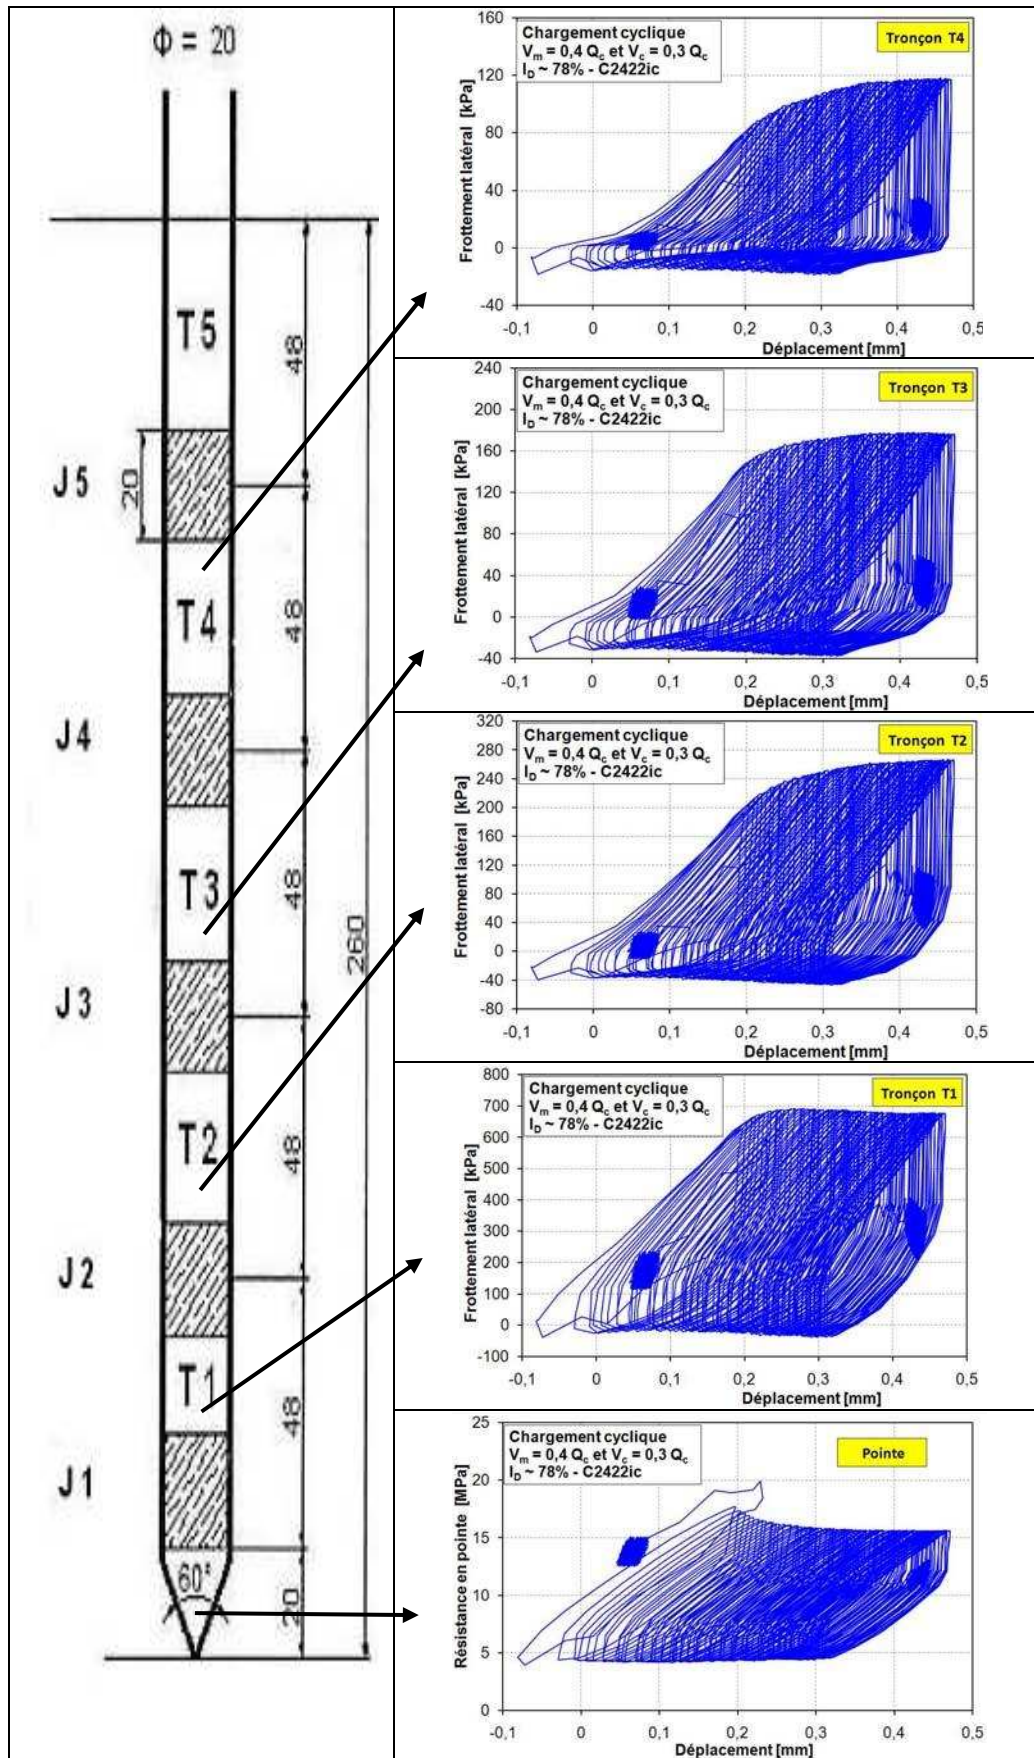 Φ = 20
T5
48
J5
20
T4
48
J4
T3
48
260
J3
T2
48
J2
T1
48
J1
60°
20
Chargement cyclique
Vm = 0,4 Qc et Vc = 0,3 Qc
ID ~ 78% - C2422ic
Tronçon T4
Frottement latéral [kPa]
160
120
80
40
0
-40
-0,1 0 0,1 0,2 0,3 0,4 0,5
Déplacement [mm]
Chargement cyclique
Vm = 0,4 Qc et Vc = 0,3 Qc
ID ~ 78% - C2422ic
Tronçon T3
Frottement latéral [kPa]
240
200
160
120
80
40
0
-40
-0,1 0 0,1 0,2 0,3 0,4 0,5
Déplacement [mm]
Chargement cyclique
Vm = 0,4 Qc et Vc = 0,3 Qc
ID ~ 78% - C2422ic
Tronçon T2
Frottement latéral [kPa]
320
280
240
200
160
120
80
40
0
-40
-80
-0,1 0 0,1 0,2 0,3 0,4 0,5
Déplacement [mm]
Chargement cyclique
Vm = 0,4 Qc et Vc = 0,3 Qc
ID ~ 78% - C2422ic
Tronçon T1
Frottement latéral [kPa]
800
700
600
500
400
300
200
100
0
-100
-0,1 0 0,1 0,2 0,3 0,4 0,5
Déplacement [mm]
Chargement cyclique
Vm = 0,4 Qc et Vc = 0,3 Qc
ID ~ 78% - C2422ic
Pointe
Résistance en pointe [MPa]
25
20
15
10
5
0
-0,1 0 0,1 0,2 0,3 0,4 0,5
Déplacement [mm]